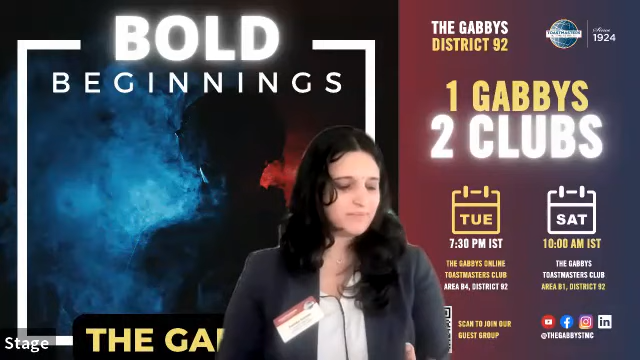 BOLD
BEGINNINGS
THE GABBYS
DISTRICT 92
TOASTMASTERS
Since
1924
1 GABBYS
2 CLUBS
TUE
SAT
7:30 PM IST
10:00 AM IST
THE GABBYS ONLINE
TOASTMASTERS CLUB
AREA B4, DISTRICT 92
THE GABBYS
TOASTMASTERS CLUB
AREA B1, DISTRICT 92
SCAN TO JOIN OUR
GUEST GROUP
@THEGABBYSTMC
Stage
THE GA